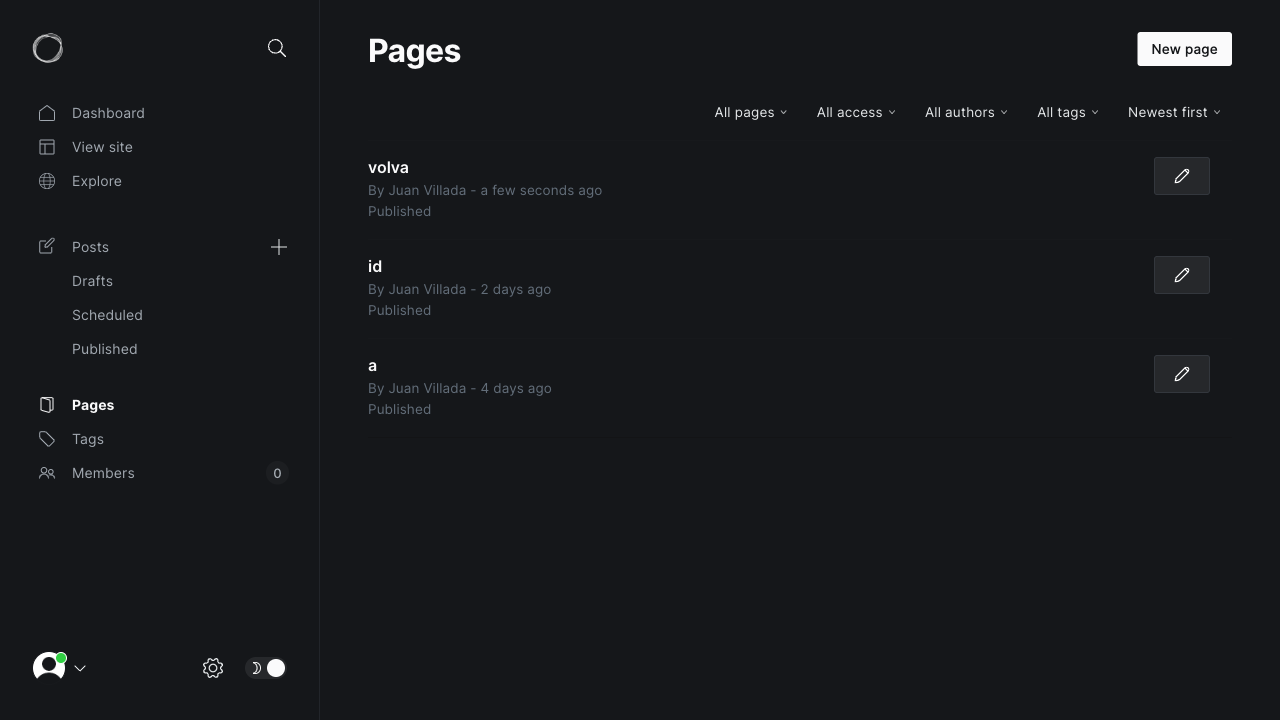 Pages
New page
Dashboard
View site
Explore
Posts
Drafts
Scheduled
Published
Pages
Tags
Members 0
All pages All access All authors All tags Newest first
volva
By Juan Villada - a few seconds ago
Published
id
By Juan Villada - 2 days ago
Published
a
By Juan Villada - 4 days ago
Published